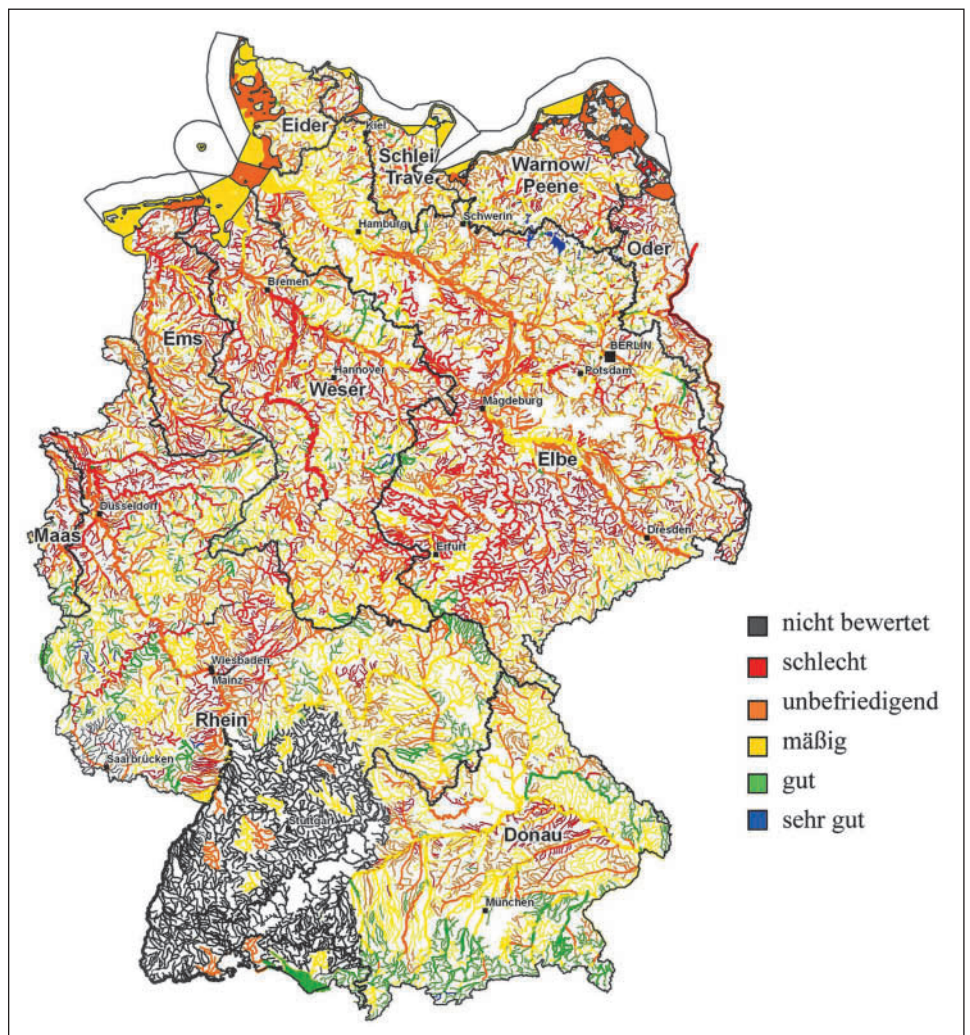 Eider
Kiel
Schlei/
Trave
Warnow/
Peene
Hamburg
Schwerin
Oder
Bremen
Ems
BERLIN
Potsdam
Hannover
Weser
Magdeburg
Elbe
Düsseldorf
Maas
Dresden
Erfurt
Wiesbaden
Mainz
Rhein
Saarbrücken
Stuttgart
Donau
München
nicht bewertet
schlecht
unbefriedigend
mäßig
gut
sehr gut